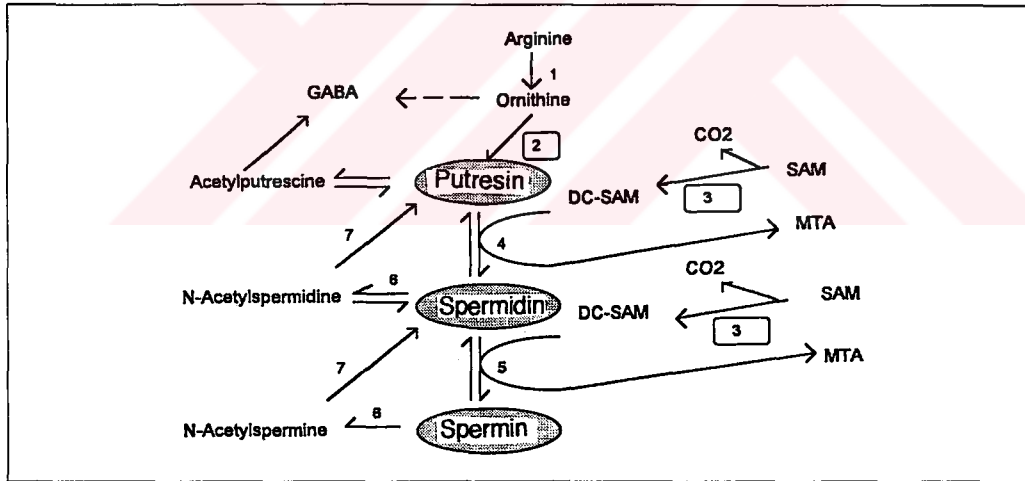 Arginine
1
GABA
Ornithine
2
CO2
SAM
Acetylputrescine
Putresin
DC-SAM
3
MTA
7
4
CO2
6
N-Acetylspermidine
Spermidin
DC-SAM
SAM
3
7
5
MTA
6
N-Acetylspermine
Spermin